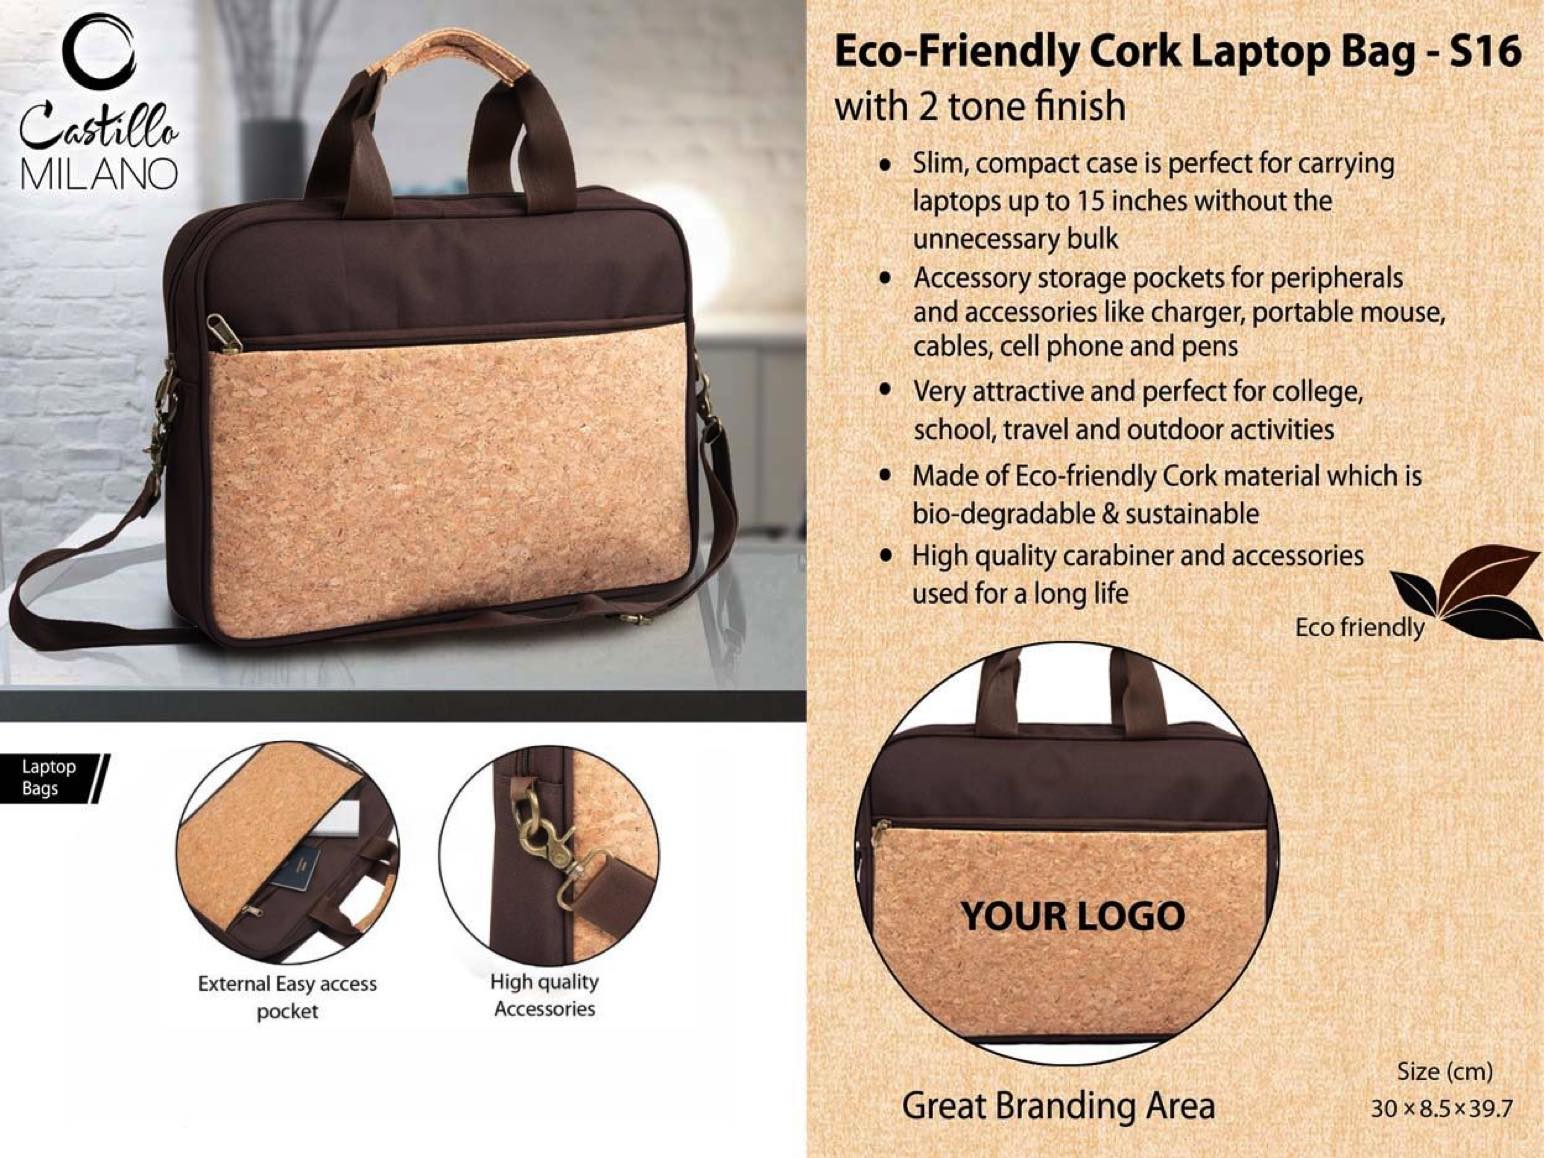 Castillo
MILANO
Laptop
Bags
External Easy access
pocket
High quality
Accessories
Eco-Friendly Cork Laptop Bag - S16
with 2 tone finish
• Slim, compact case is perfect for carrying
laptops up to 15 inches without the
unnecessary bulk
• Accessory storage pockets for peripherals
and accessories like charger, portable mouse,
cables, cell phone and pens
• Very attractive and perfect for college,
school, travel and outdoor activities
• Made of Eco-friendly Cork material which is
bio-degradable & sustainable
• High quality carabiner and accessories
used for a long life
Eco friendly
YOUR LOGO
Great Branding Area
Size (cm)
30 × 8.5 × 39.7